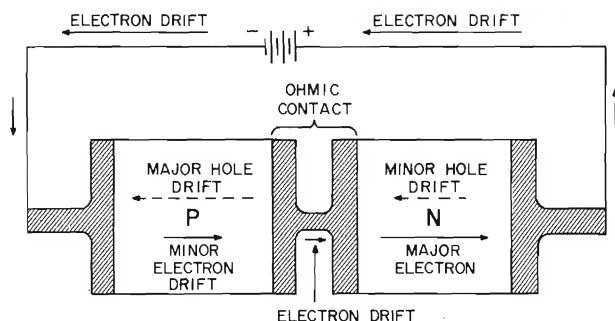 ELECTRON DRIFT
ELECTRON DRIFT
- +
OHMIC
CONTACT
MAJOR HOLE
DRIFT
P
MINOR
ELECTRON
DRIFT
MINOR HOLE
DRIFT
N
MAJOR
ELECTRON
ELECTRON DRIFT